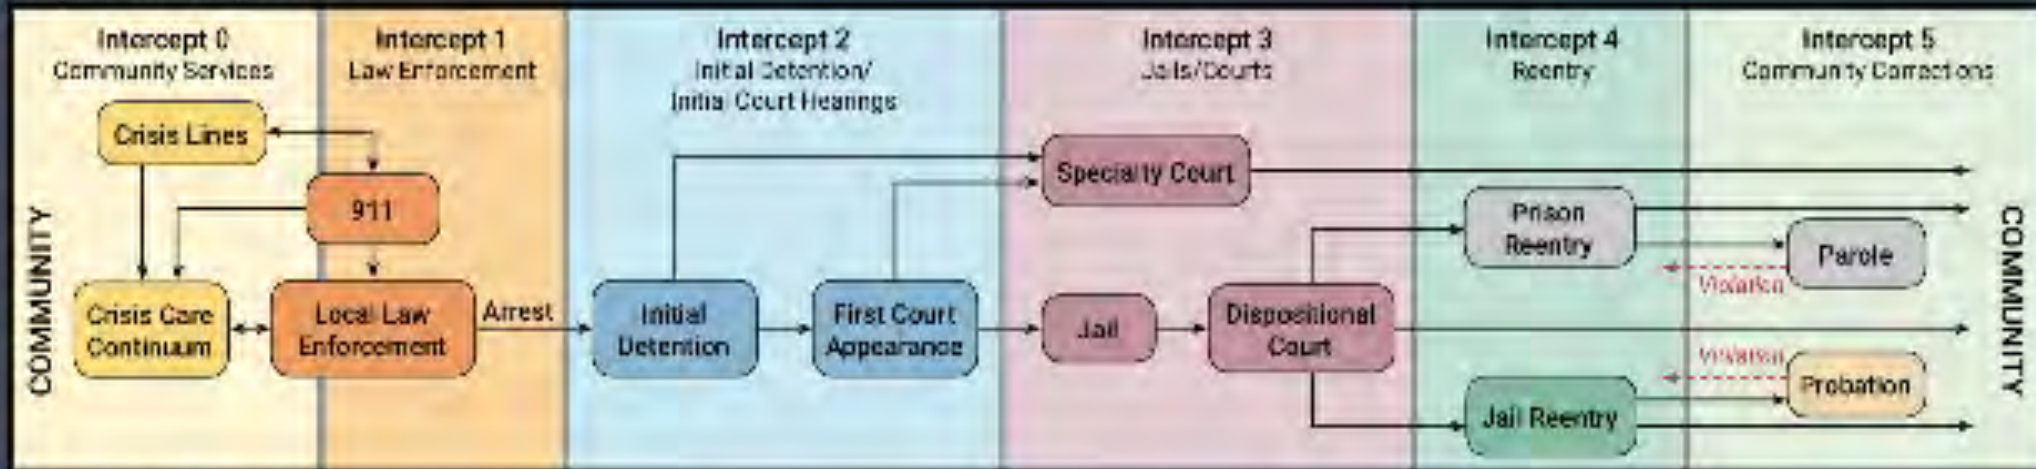 Intercept 0
Community Services
Intercept 1
Law Enforcement
Intercept 2
Initial Detention/
Initial Court Hearings
Intercept 3
Jails/Courts
Intercept 4
Reentry
Intercept 5
Community Corrections
COMMUNITY
Crisis Lines
911
Crisis Care
Continuum
Local Law
Enforcement
Arrest
Initial
Detention
First Court
Appearance
Specialty Court
Jail
Dispositional
Court
Prison
Reentry
Jail Reentry
Parole
Violation
Violation
Probation
COMMUNITY